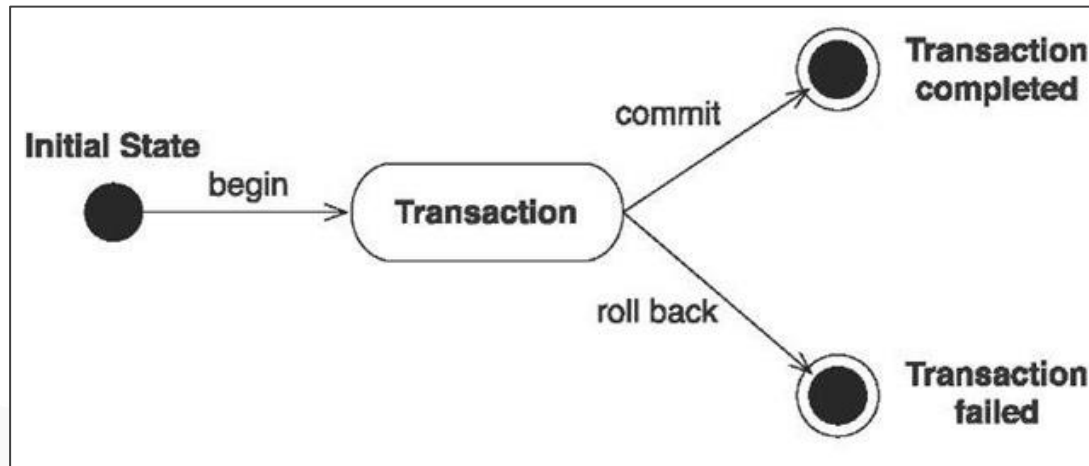 Initial State
begin
Transaction
commit
Transaction
completed
roll back
Transaction
failed